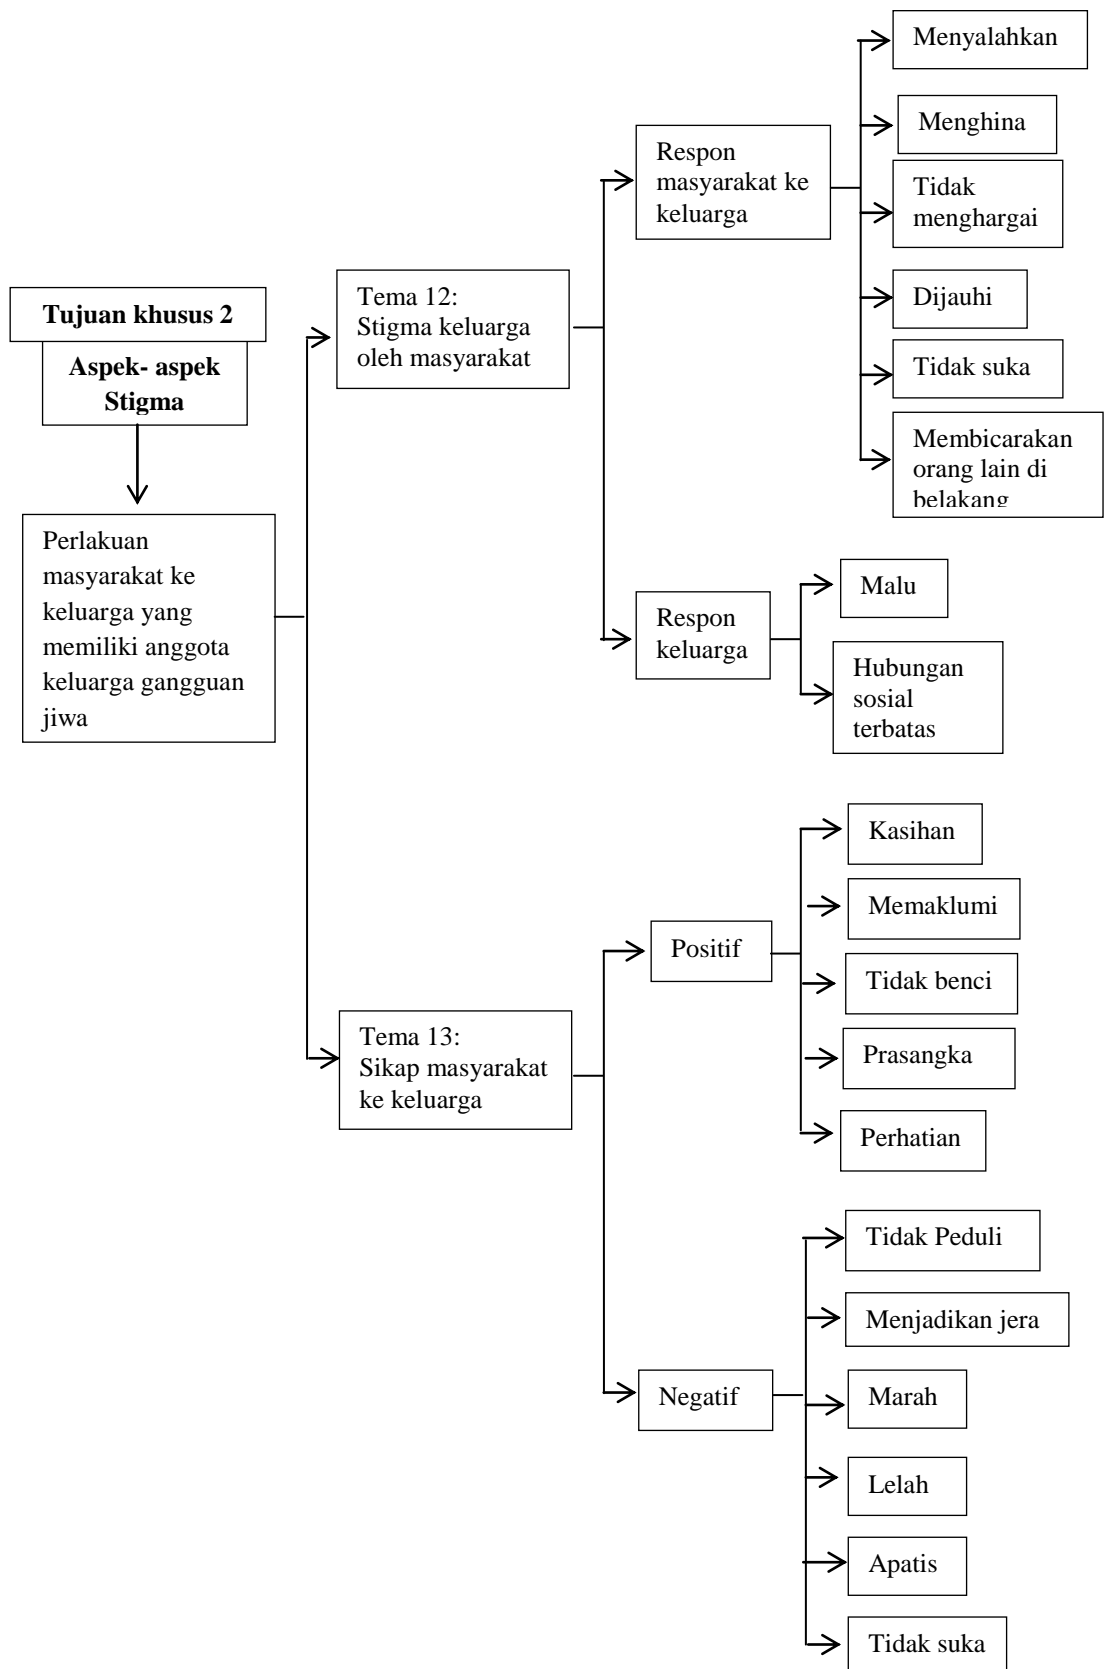 Tujuan khusus 2
Aspek- aspek
Stigma
Perlakuan
masyarakat ke
keluarga yang
memiliki anggota
keluarga gangguan
jiwa
Tema 12:
Stigma keluarga
oleh masyarakat
Respon
masyarakat ke
keluarga
Menyalahkan
Menghina
Tidak
menghargai
Dijauhi
Tidak suka
Membicarakan
orang lain di
belakang
Respon
keluarga
Malu
Hubungan
sosial
terbatas
Tema 13:
Sikap masyarakat
ke keluarga
Positif
Kasihan
Memaklumi
Tidak benci
Prasangka
Perhatian
Negatif
Tidak Peduli
Menjadikan jera
Marah
Lelah
Apatis
Tidak suka